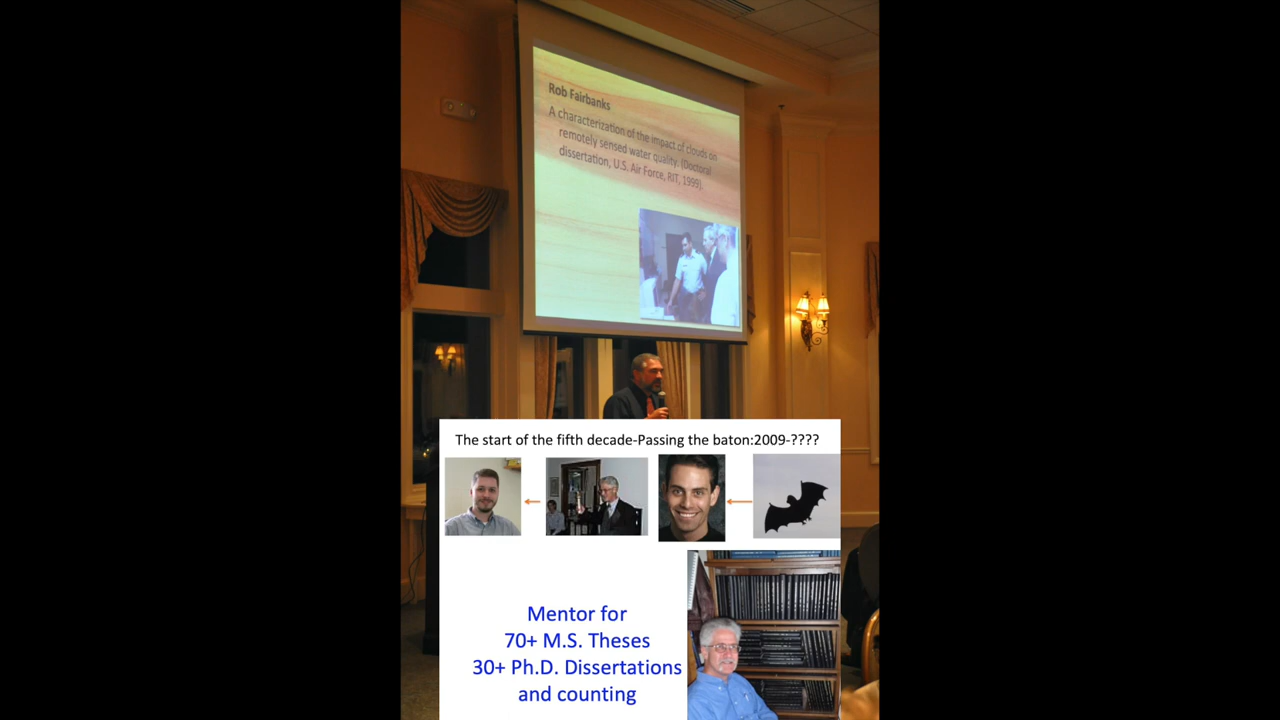 Rob Fairbanks
A characterization of the impact of clouds on
remotely sensed water quality. (Doctoral
dissertation, U.S. Air Force, RIT, 1999).
The start of the fifth decade-Passing the baton:2009-????
Mentor for
70+ M.S. Theses
30+ Ph.D. Dissertations
and counting